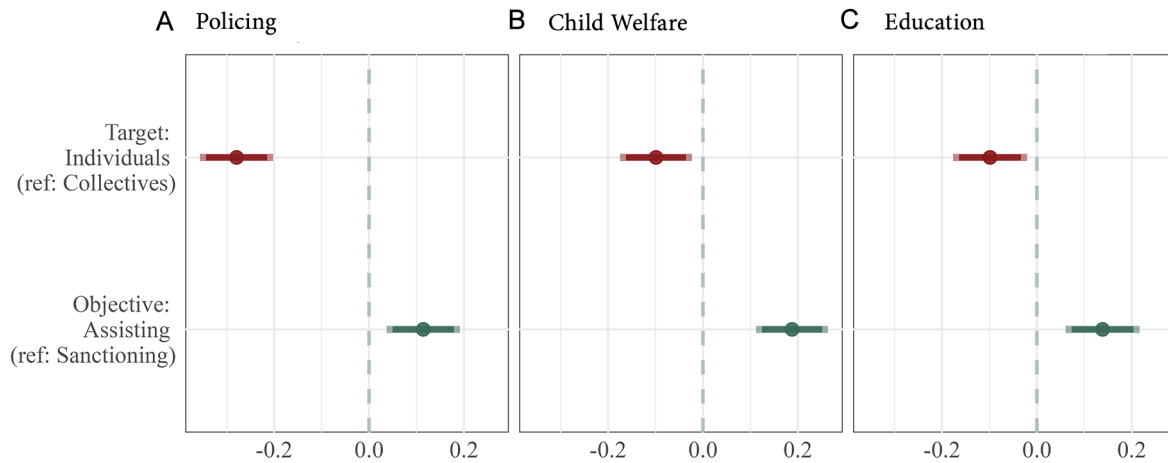 A Policing
B Child Welfare
C Education
Target:
Individuals
(ref: Collectives)
Objective:
Assisting
(ref: Sanctioning)
-0.2 0.0 0.2
-0.2 0.0 0.2
-0.2 0.0 0.2